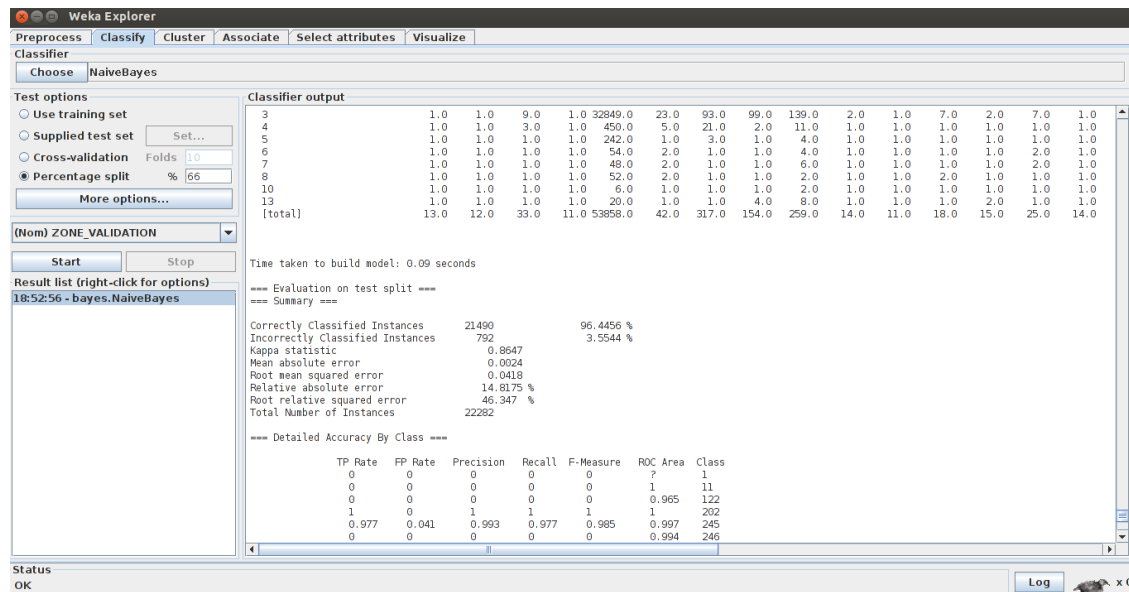 Weka Explorer
Preprocess Classify Cluster Associate Select attributes Visualize
Classifier
Choose NaiveBayes
Test options
Use training set
Supplied test set Set...
Cross-validation Folds 10
Percentage split % 66
More options...
(Nom) ZONE_VALIDATION
Start Stop
Result list (right-click for options)
18:52:56 - bayes.NaiveBayes
Classifier output
3 1.0 1.0 9.0 1.0 32849.0 23.0 93.0 99.0 139.0 2.0 1.0 7.0 2.0 7.0 1.0
4 1.0 1.0 3.0 1.0 450.0 5.0 21.0 2.0 11.0 1.0 1.0 1.0 1.0 1.0 1.0
5 1.0 1.0 1.0 1.0 242.0 1.0 3.0 1.0 4.0 1.0 1.0 1.0 1.0 1.0 1.0
6 1.0 1.0 1.0 1.0 54.0 2.0 1.0 1.0 4.0 1.0 1.0 1.0 1.0 2.0 1.0
7 1.0 1.0 1.0 1.0 48.0 2.0 1.0 1.0 6.0 1.0 1.0 1.0 1.0 2.0 1.0
8 1.0 1.0 1.0 1.0 52.0 2.0 1.0 1.0 2.0 1.0 1.0 2.0 1.0 1.0 1.0
10 1.0 1.0 1.0 1.0 6.0 1.0 1.0 1.0 2.0 1.0 1.0 1.0 1.0 1.0 1.0
13 1.0 1.0 1.0 1.0 20.0 1.0 1.0 4.0 8.0 1.0 1.0 1.0 2.0 1.0 1.0
[total] 13.0 12.0 33.0 11.0 53858.0 42.0 317.0 154.0 259.0 14.0 11.0 18.0 15.0 25.0 14.0
Time taken to build model: 0.09 seconds
=== Evaluation on test split ===
=== Summary ===
Correctly Classified Instances 21490 96.4456 %
Incorrectly Classified Instances 792 3.5544 %
Kappa statistic 0.8647
Mean absolute error 0.0024
Root mean squared error 0.0418
Relative absolute error 14.8175 %
Root relative squared error 46.347 %
Total Number of Instances 22282
=== Detailed Accuracy By Class ===
TP Rate FP Rate Precision Recall F-Measure ROC Area Class
0 0 0 0 0 ? 1
0 0 0 0 0 1 11
0 0 0 0 0 0.965 122
1 0 1 1 1 1 202
0.977 0.041 0.993 0.977 0.985 0.997 245
0 0 0 0 0 0.994 246
Status
OK
Log
x